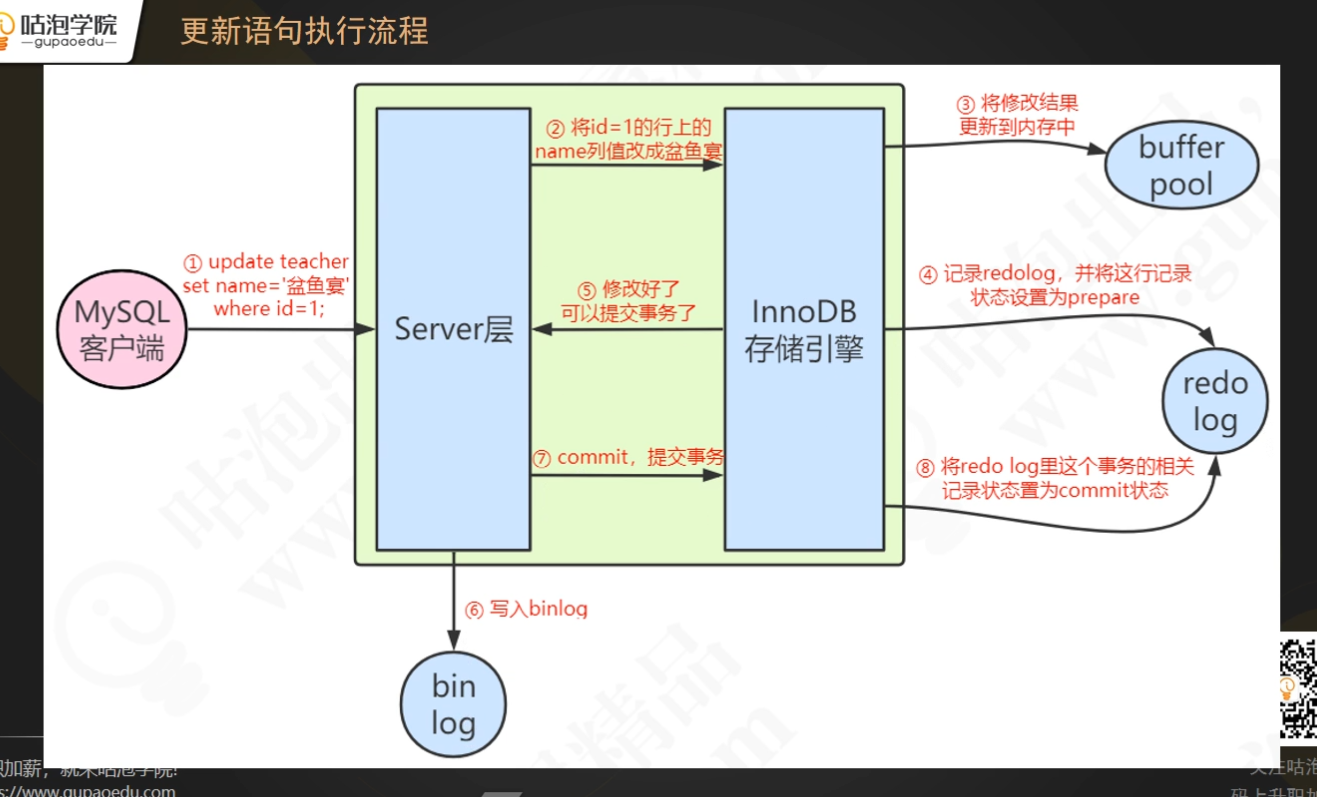 咕泡学院
gupaoedu
更新语句执行流程
② 将id=1的行上的
name列值改成盆鱼宴
③ 将修改结果
更新到内存中
buffer
pool
① update teacher
set name='盆鱼宴'
where id=1;
MySQL
客户端
Server层
⑤ 修改好了
可以提交事务了
InnoDB
存储引擎
④ 记录redolog，并将这行记录
状态设置为prepare
redo
log
⑦ commit，提交事务
⑧ 将redo log里这个事务的相关
记录状态置为commit状态
⑥ 写入binlog
bin
log
加薪，就来咕泡学院!
s://www.gupaoedu.com
关注咕泡
码上升职加